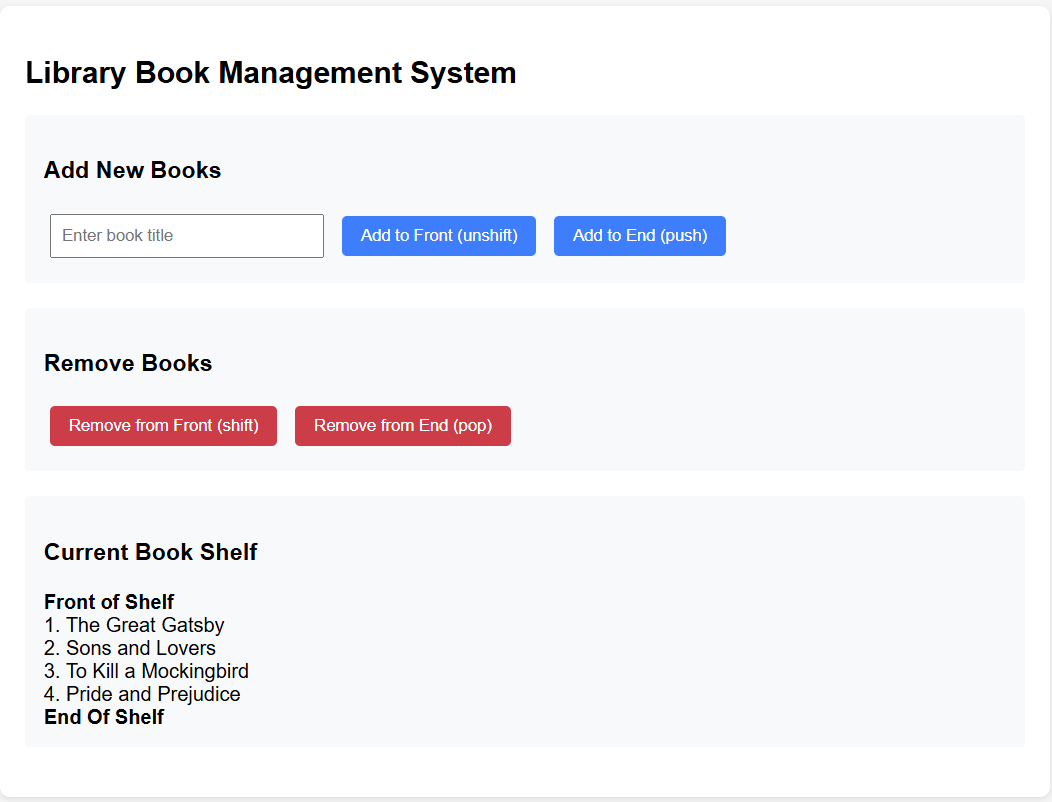 Library Book Management System
Add New Books
Enter book title
Add to Front (unshift)
Add to End (push)
Remove Books
Remove from Front (shift)
Remove from End (pop)
Current Book Shelf
Front of Shelf
1. The Great Gatsby
2. Sons and Lovers
3. To Kill a Mockingbird
4. Pride and Prejudice
End Of Shelf